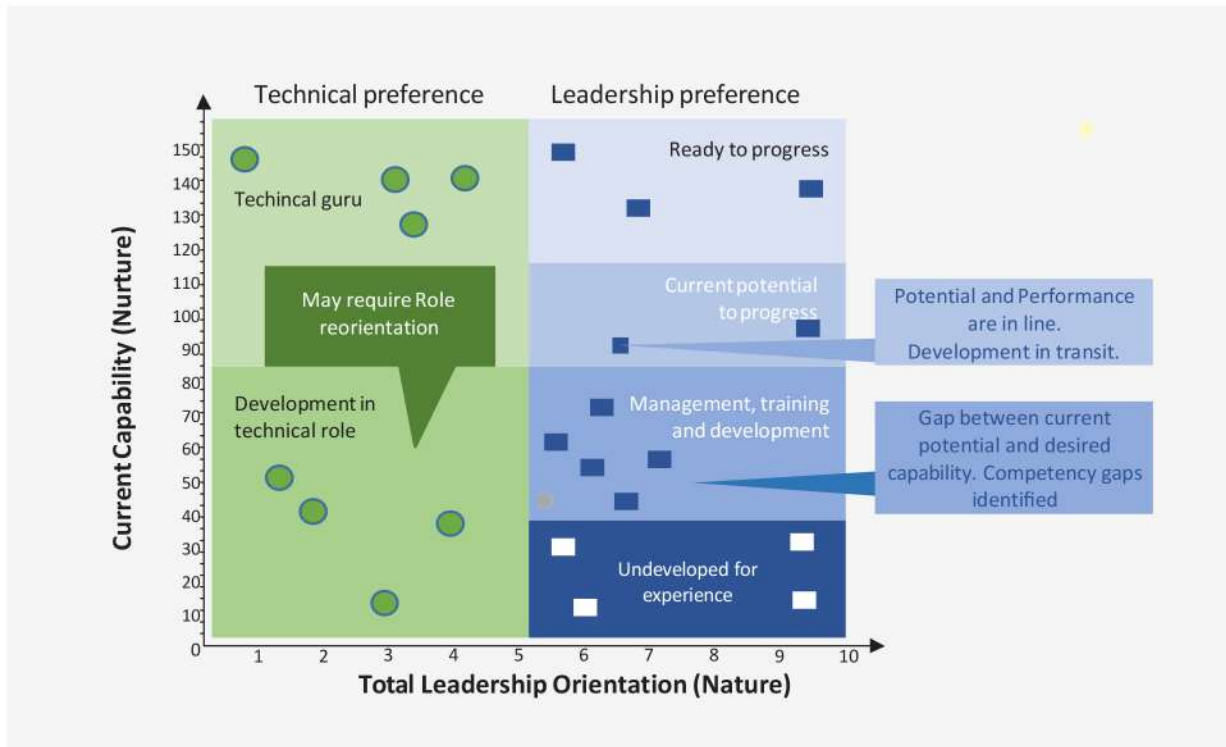 Technical preference
Leadership preference
150
140
130
120
110
100
90
80
70
60
50
40
30
20
10
0
Current Capability (Nurture)
Techincal guru
Ready to progress
May require Role
reorientation
Current potential
to progress
Potential and Performance
are in line.
Development in transit.
Development in
technical role
Management, training
and development
Gap between current
potential and desired
capability. Competency gaps
identified
Undeveloped for
experience
1
2
3
4
5
6
7
8
9
10
Total Leadership Orientation (Nature)